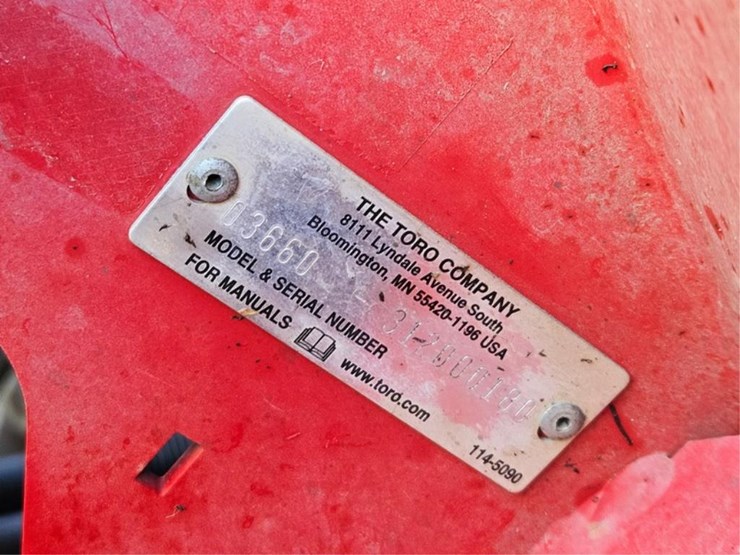 THE TORO COMPANY
8111 Lyndale Avenue South
Bloomington, MN 55420-1196 USA
03660 -
MODEL & SERIAL NUMBER
FOR MANUALS www.toro.com
114-5090